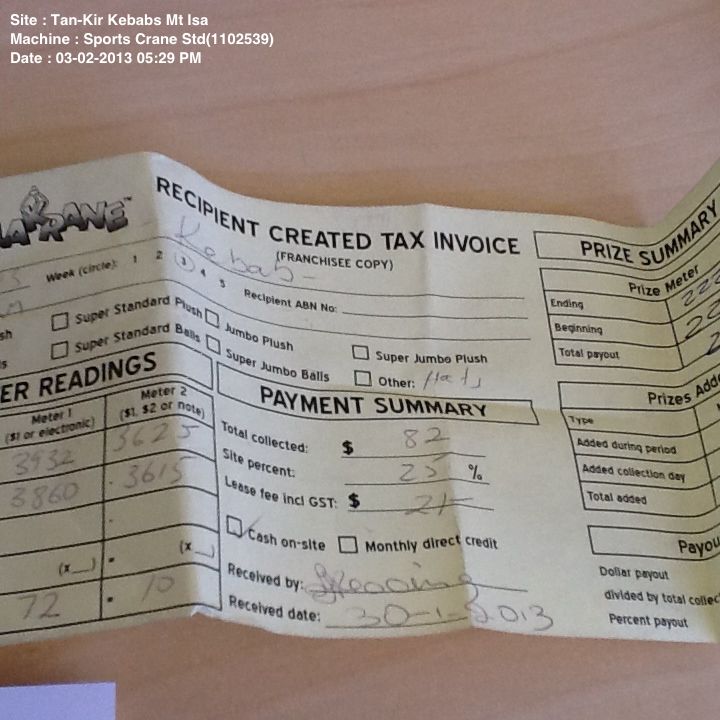 Site : Tan-Kir Kebabs Mt Isa
Machine : Sports Crane Std(1102539)
Date : 03-02-2013 05:29 PM
RECIPIENT CREATED TAX INVOICE
(FRANCHISEE COPY)
Kebab
Week (circle): 1 2 3 4 5
Recipient ABN No:
Super Standard Plush
Jumbo Plush
Super Jumbo Plush
Super Standard Balls
Super Jumbo Balls
Other: Hats
ER READINGS
Meter 1
($1 or electronic)
Meter 2
($1, $2 or note)
3932 3625
3860 3615
(x__) (x__)
72 10
PAYMENT SUMMARY
Total collected: $ 82
Site percent: 25 %
Lease fee incl GST: $ 21-
Cash on-site
Monthly direct credit
Received by:
Received date: 30-1-2013
PRIZE SUMMARY
Prize Meter
Ending
Beginning
Total payout
Prizes Adde
Type
Added during period
Added collection day
Total added
Payou
Dollar payout
divided by total collec
Percent payout